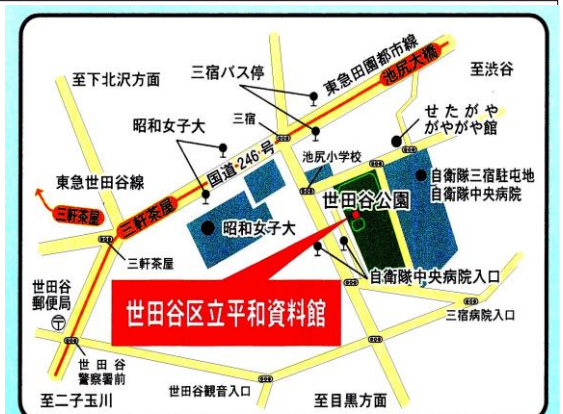 至下北沢方面
三宿バス停
東急田園都市線
池尻大橋
至渋谷
昭和女子大
三宿
せたがや
がやがや館
国道246号
池尻小学校
東急世田谷線
自衛隊三宿駐屯地
自衛隊中央病院
世田谷公園
三軒茶屋
三軒茶屋
昭和女子大
三軒茶屋
自衛隊中央病院入口
世田谷
郵便局
〒
世田谷区立平和資料館
三宿病院入口
世田谷
警察署前
世田谷観音入口
至二子玉川
至目黒方面